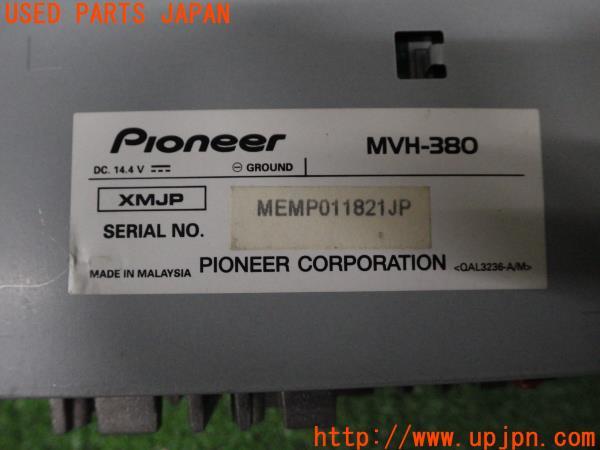 USED PARTS JAPAN
Pioneer
MVH-380
DC. 14.4 V ⎓ ⊖ GROUND
XMJP
SERIAL NO.
MEMP011821JP
MADE IN MALAYSIA PIONEER CORPORATION <QAL3236-A/M>
http://www.upjpn.com/